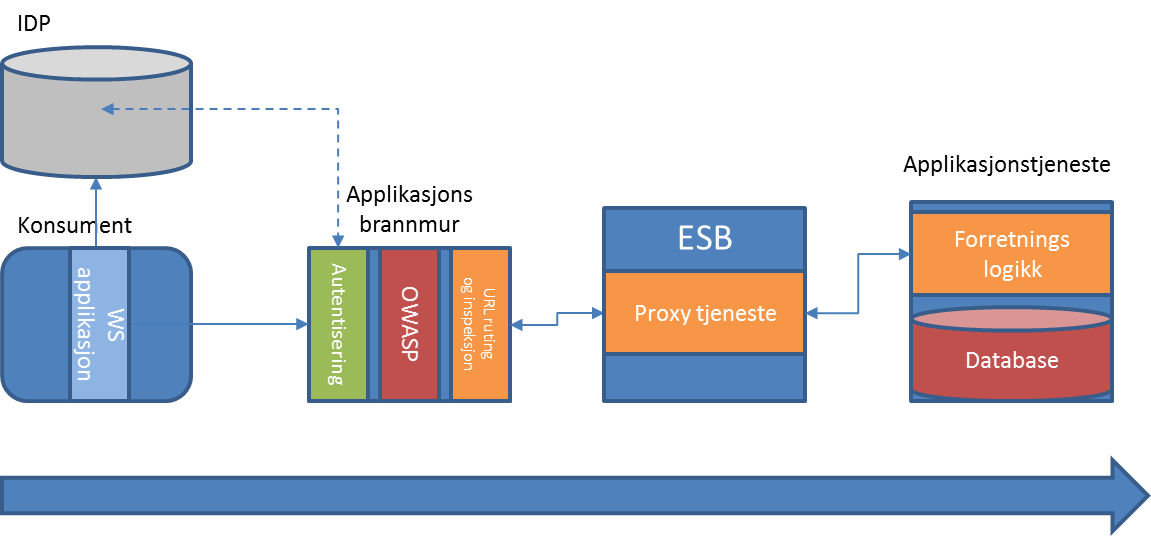 IDP
Konsument
WS
applikasjon
Applikasjons
brannmur
Autentisering
OWASP
URL ruting
og inspeksjon
ESB
Proxy tjeneste
Applikasjonstjeneste
Forretnings
logikk
Database